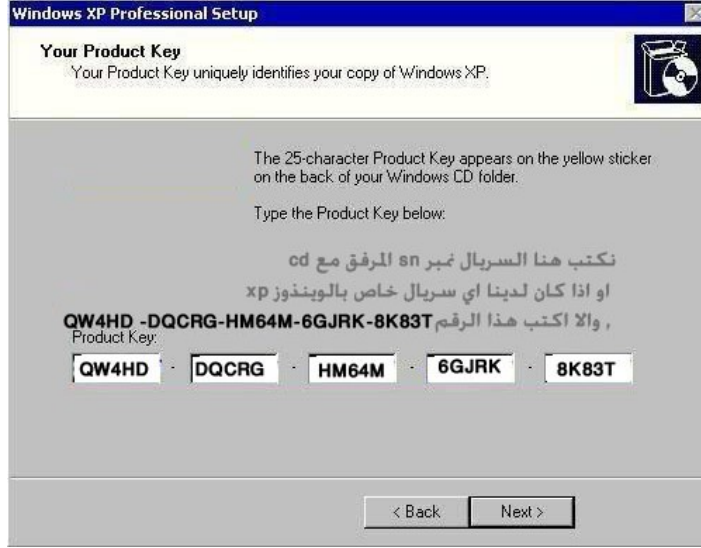 Windows XP Professional Setup
Your Product Key
Your Product Key uniquely identifies your copy of Windows XP.
The 25-character Product Key appears on the yellow sticker
on the back of your Windows CD folder.
Type the Product Key below:
نكتب هنا السريال نمبر sn المرفق مع cd
او اذا كان لدينا اي سريال خاص بالويندوز xp
, والا اكتب هذا الرقم QW4HD -DQCRG-HM64M-6GJRK-8K83T
Product Key:
QW4HD - DQCRG - HM64M - 6GJRK - 8K83T
< Back Next >